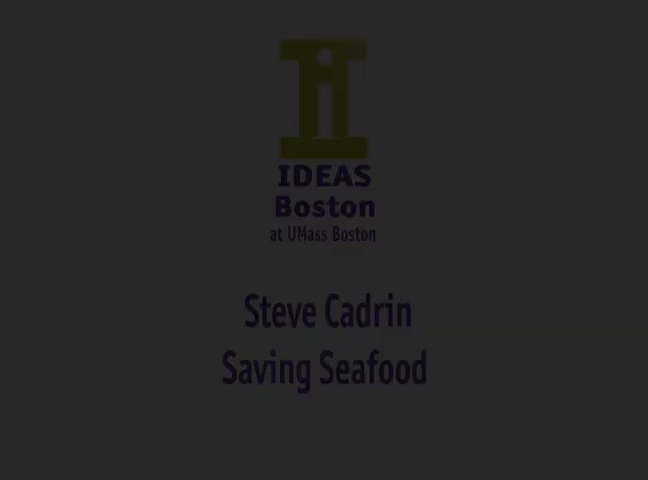 IDEAS
Boston
at UMass Boston
Steve Cadrin
Saving Seafood